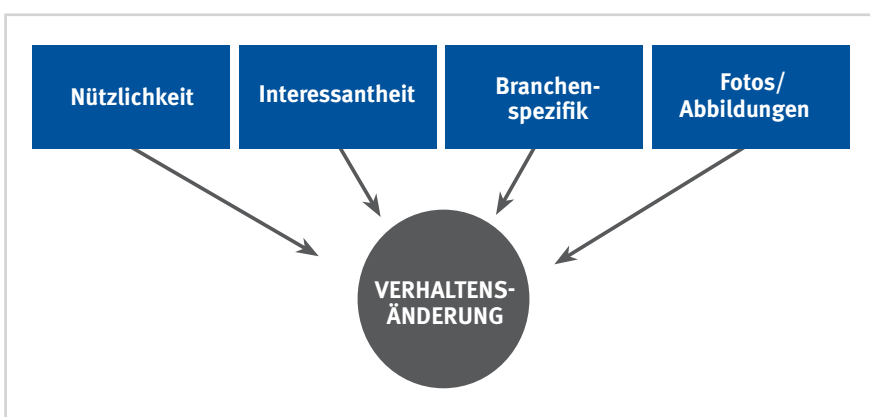 Nützlichkeit
Interessantheit
Branchen-
spezifik
Fotos/
Abbildungen
VERHALTENS-
ÄNDERUNG